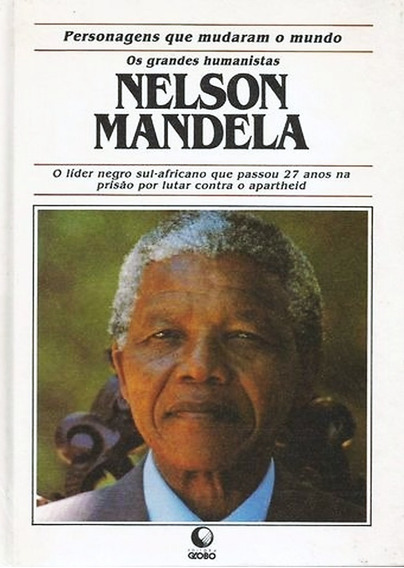 Personagens que mudaram o mundo
Os grandes humanistas
NELSON
MANDELA
O líder negro sul-africano que passou 27 anos na
prisão por lutar contra o apartheid
EDITORA
GLOBO